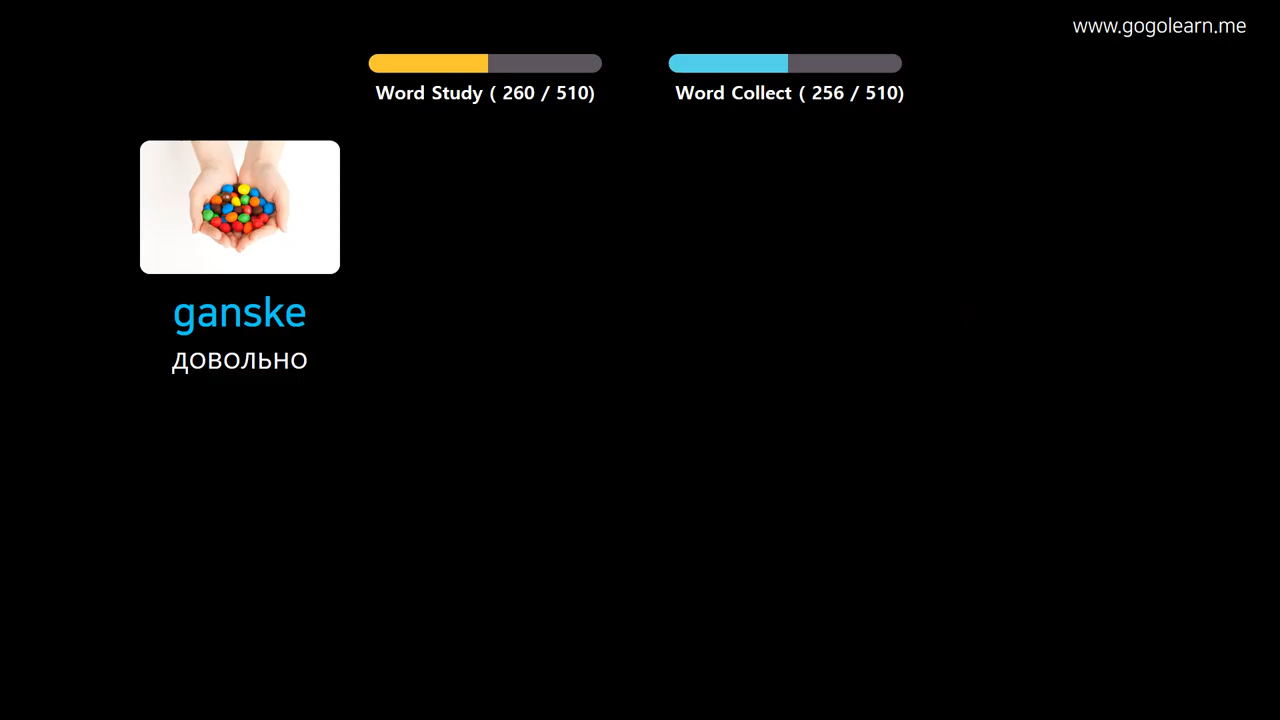 www.gogolearn.me
Word Study ( 260 / 510)
Word Collect ( 256 / 510)
ganske
довольно